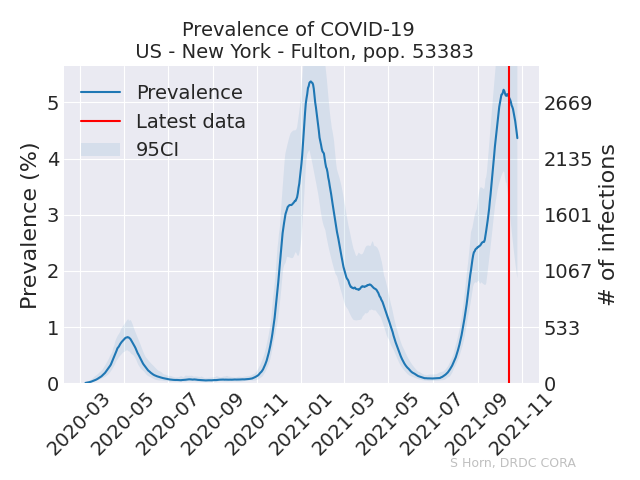 Prevalence of COVID-19
US - New York - Fulton, pop. 53383
Prevalence
Latest data
95CI
Prevalence (%)
5
4
3
2
1
0
2669
2135
1601
1067
533
0
# of infections
2020-03
2020-05
2020-07
2020-09
2020-11
2021-01
2021-03
2021-05
2021-07
2021-09
2021-11
S Horn, DRDC CORA